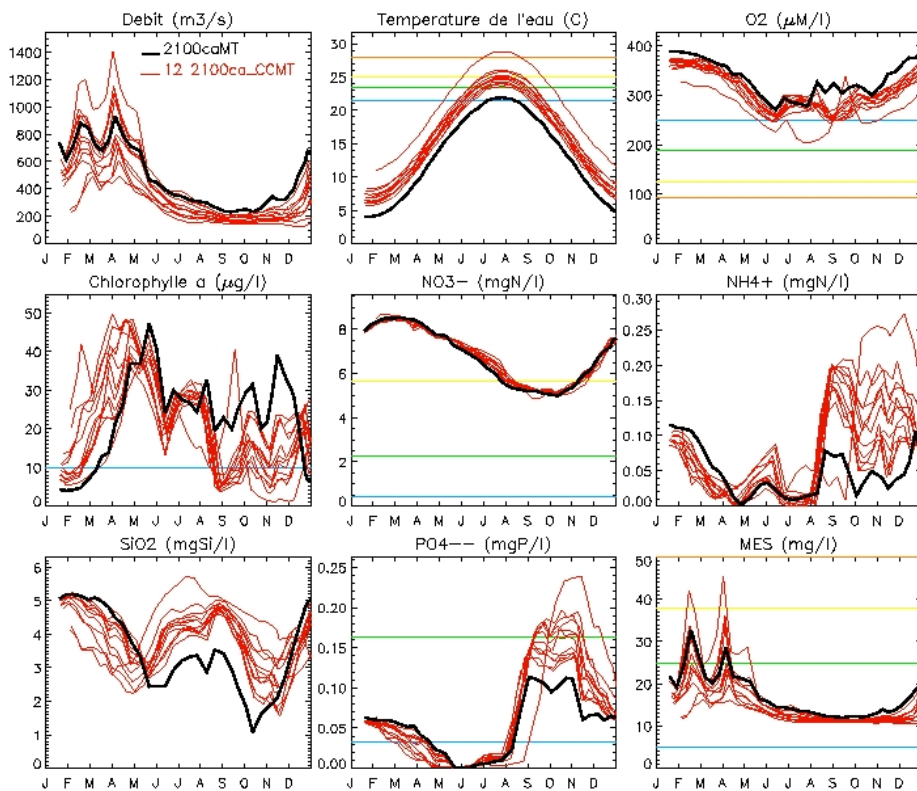 Debit (m3/s)
1400
1200
1000
800
600
400
200
0
2100caMT
12 2100ca_CCMT
J F M A M J J A S O N D
Temperature de l'eau (C)
30
25
20
15
10
5
0
J F M A M J J A S O N D
O2 (μM/l)
400
300
200
100
0
J F M A M J J A S O N D
Chlorophylle a (μg/l)
50
40
30
20
10
0
J F M A M J J A S O N D
NO3- (mgN/l)
8
6
4
2
0
J F M A M J J A S O N D
NH4+ (mgN/l)
0.30
0.25
0.20
0.15
0.10
0.05
0.00
J F M A M J J A S O N D
SiO2 (mgSi/l)
6
5
4
3
2
1
0
J F M A M J J A S O N D
PO4-- (mgP/l)
0.25
0.20
0.15
0.10
0.05
0.00
J F M A M J J A S O N D
MES (mg/l)
50
40
30
20
10
0
J F M A M J J A S O N D